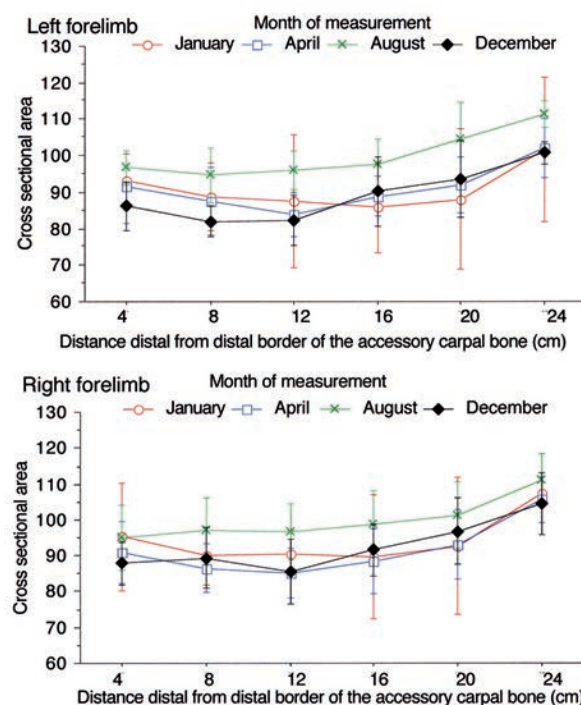 Left forelimb
Month of measurement
January April August December
130
120
110
100
90
80
70
60
Cross sectional area
4 8 12 16 20 24
Distance distal from distal border of the accessory carpal bone (cm)
Right forelimb
Month of measurement
January April August December
130
120
110
100
90
80
70
60
Cross sectional area
4 8 12 16 20 24
Distance distal from distal border of the accessory carpal bone (cm)